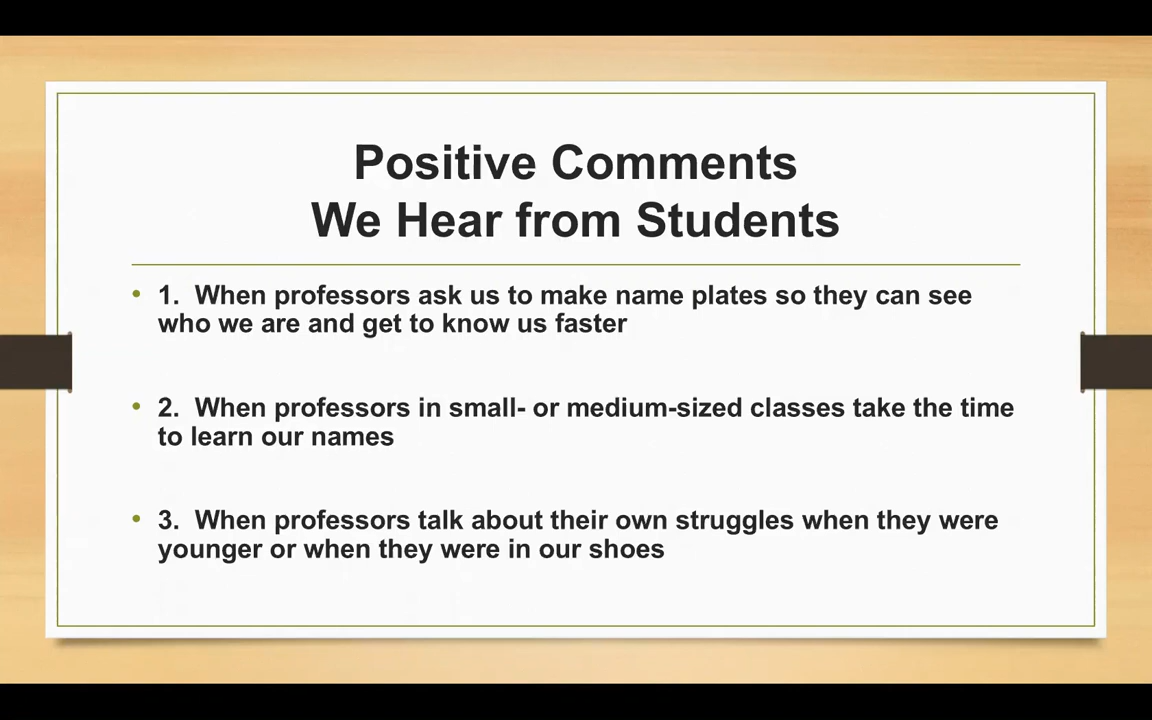 Positive Comments
We Hear from Students
• 1.  When professors ask us to make name plates so they can see
who we are and get to know us faster
• 2.  When professors in small- or medium-sized classes take the time
to learn our names
• 3.  When professors talk about their own struggles when they were
younger or when they were in our shoes